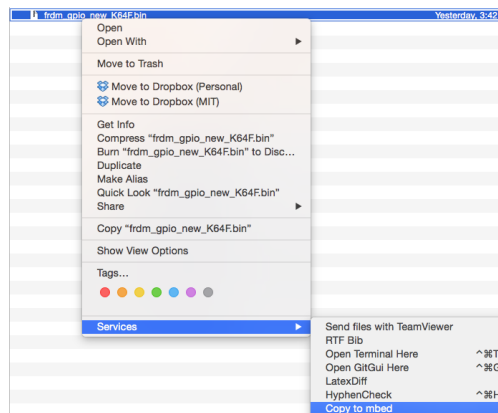 frdm_gpio_new_K64F.bin Yesterday, 3:42
Open
Open With
Move to Trash
Move to Dropbox (Personal)
Move to Dropbox (MIT)
Get Info
Compress “frdm_gpio_new_K64F.bin”
Burn “frdm_gpio_new_K64F.bin” to Disc...
Duplicate
Make Alias
Quick Look “frdm_gpio_new_K64F.bin”
Share
Copy “frdm_gpio_new_K64F.bin”
Show View Options
Tags...
Services
Send files with TeamViewer
RTF Bib
Open Terminal Here ^⌘T
Open GitGui Here ^⌘G
LatexDiff
HyphenCheck ^⌘H
Copy to mbed